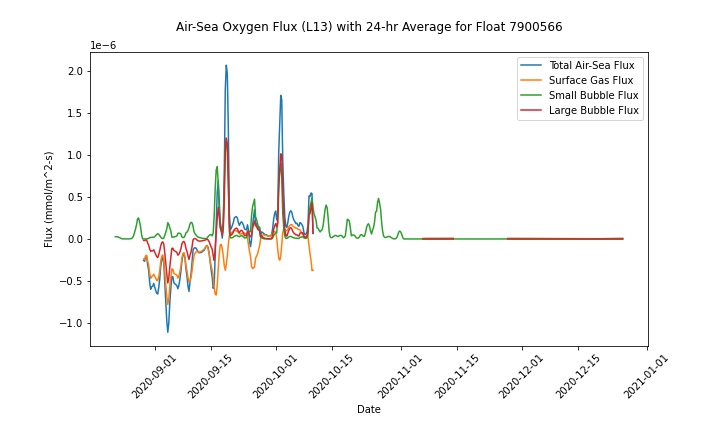 Air-Sea Oxygen Flux (L13) with 24-hr Average for Float 7900566
1e−6
Total Air-Sea Flux
Surface Gas Flux
Small Bubble Flux
Large Bubble Flux
2.0
1.5
1.0
0.5
0.0
−0.5
−1.0
Flux (mmol/m^2-s)
2020-09-01
2020-09-15
2020-10-01
2020-10-15
2020-11-01
2020-11-15
2020-12-01
2020-12-15
2021-01-01
Date